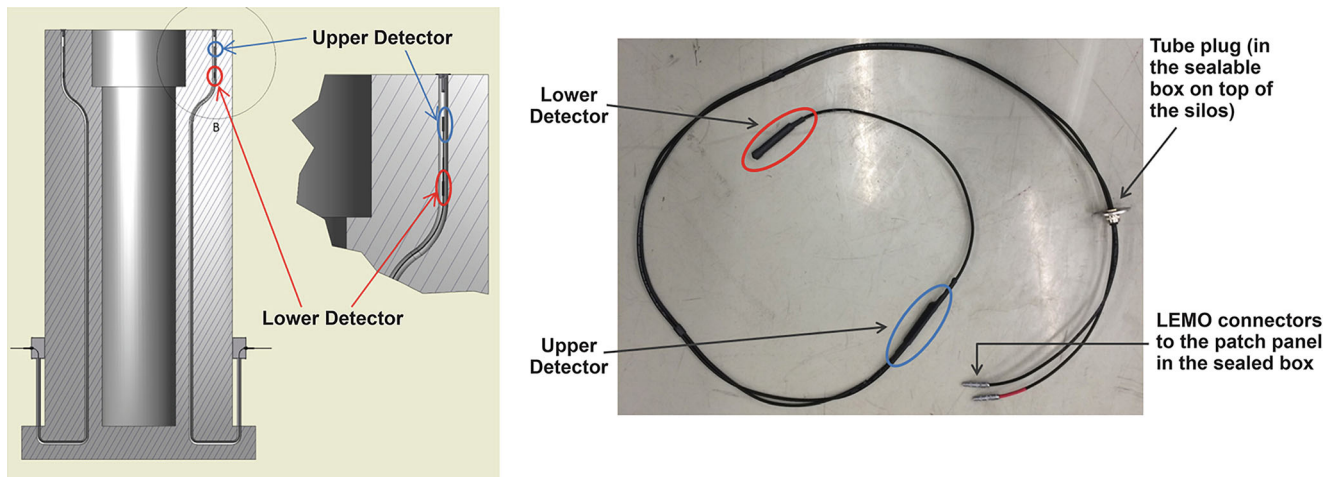 Upper Detector
B
Lower Detector
Lower
Detector
Upper
Detector
Tube plug (in
the sealable
box on top of
the silos)
LEMO connectors
to the patch panel
in the sealed box